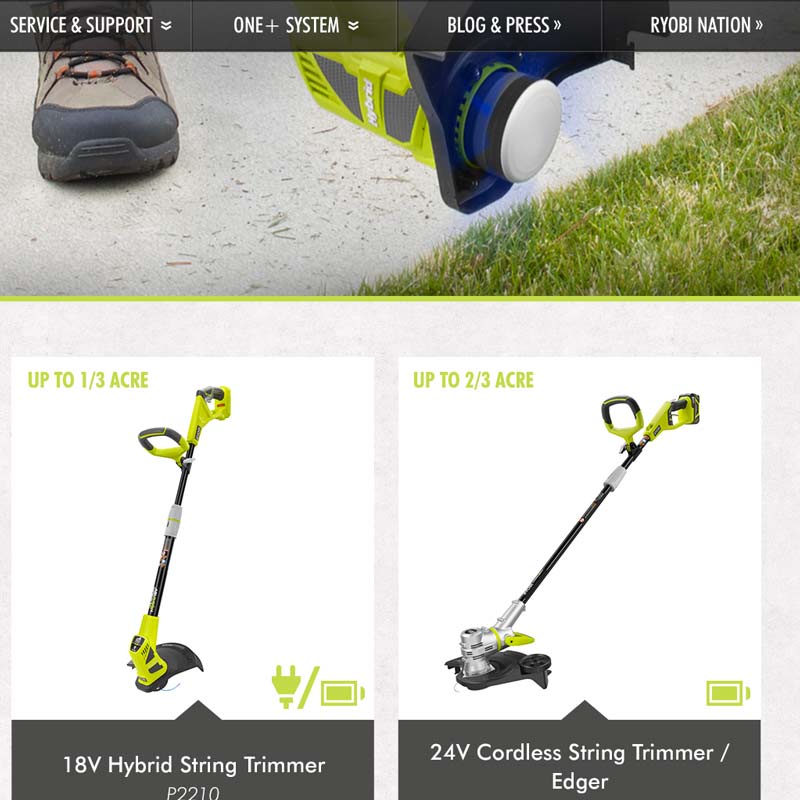 SERVICE & SUPPORT
ONE+ SYSTEM
BLOG & PRESS »
RYOBI NATION »
Hybrid
UP TO 1/3 ACRE
UP TO 2/3 ACRE
18V Hybrid String Trimmer
P2210
24V Cordless String Trimmer /
Edger